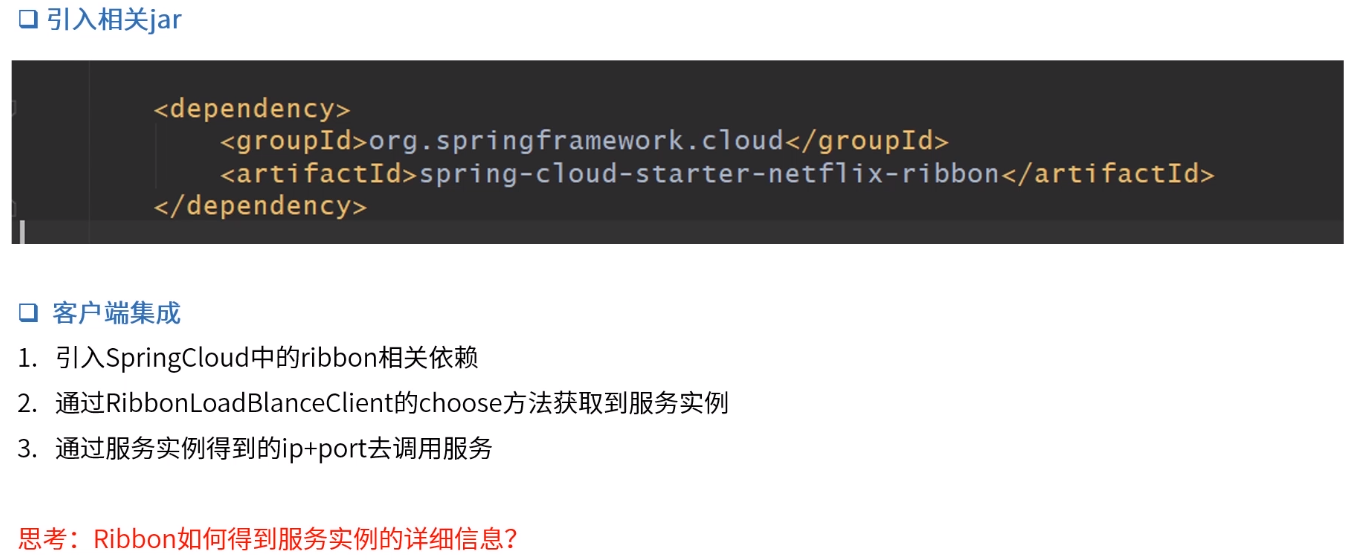 引入相关jar
<dependency>
<groupId>org.springframework.cloud</groupId>
<artifactId>spring-cloud-starter-netflix-ribbon</artifactId>
</dependency>
客户端集成
1. 引入SpringCloud中的ribbon相关依赖
2. 通过RibbonLoadBlanceClient的choose方法获取到服务实例
3. 通过服务实例得到的ip+port去调用服务
思考：Ribbon如何得到服务实例的详细信息？